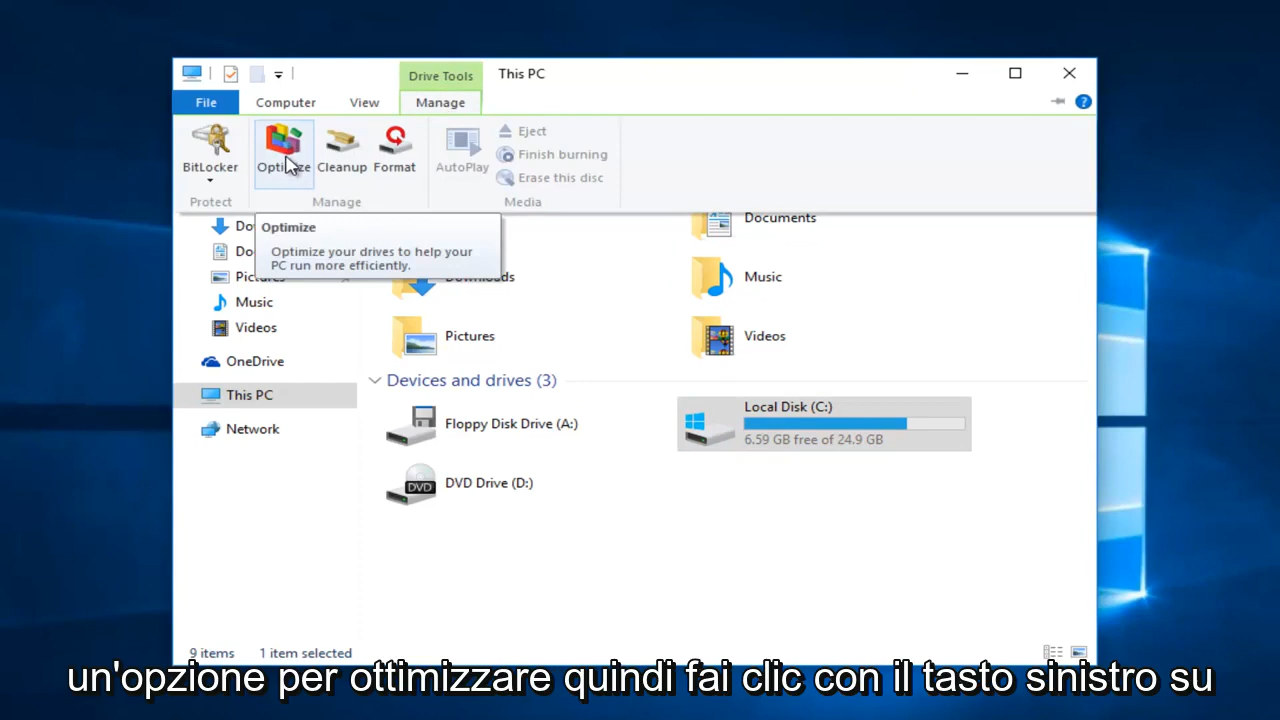 Drive Tools
This PC
File
Computer
View
Manage
BitLocker
Optimize
Cleanup
Format
AutoPlay
Eject
Finish burning
Erase this disc
Protect
Manage
Media
Optimize
Optimize your drives to help your
PC run more efficiently.
Music
Videos
OneDrive
This PC
Network
Documents
Downloads
Music
Pictures
Pictures
Videos
Devices and drives (3)
Floppy Disk Drive (A:)
Local Disk (C:)
6.59 GB free of 24.9 GB
DVD
DVD Drive (D:)
9 items
1 item selected
un'opzione per ottimizzare quindi fai clic con il tasto sinistro su